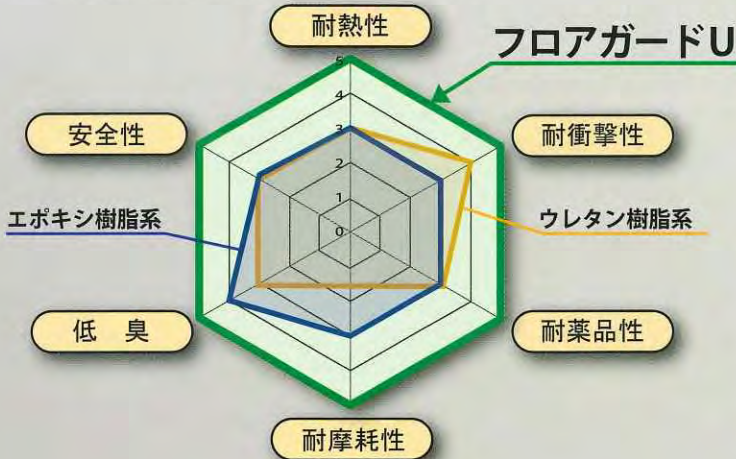 耐熱性
フロアガードU
5
4
3
2
1
0
安全性
耐衝撃性
エポキシ樹脂系
ウレタン樹脂系
低 臭
耐薬品性
耐摩耗性